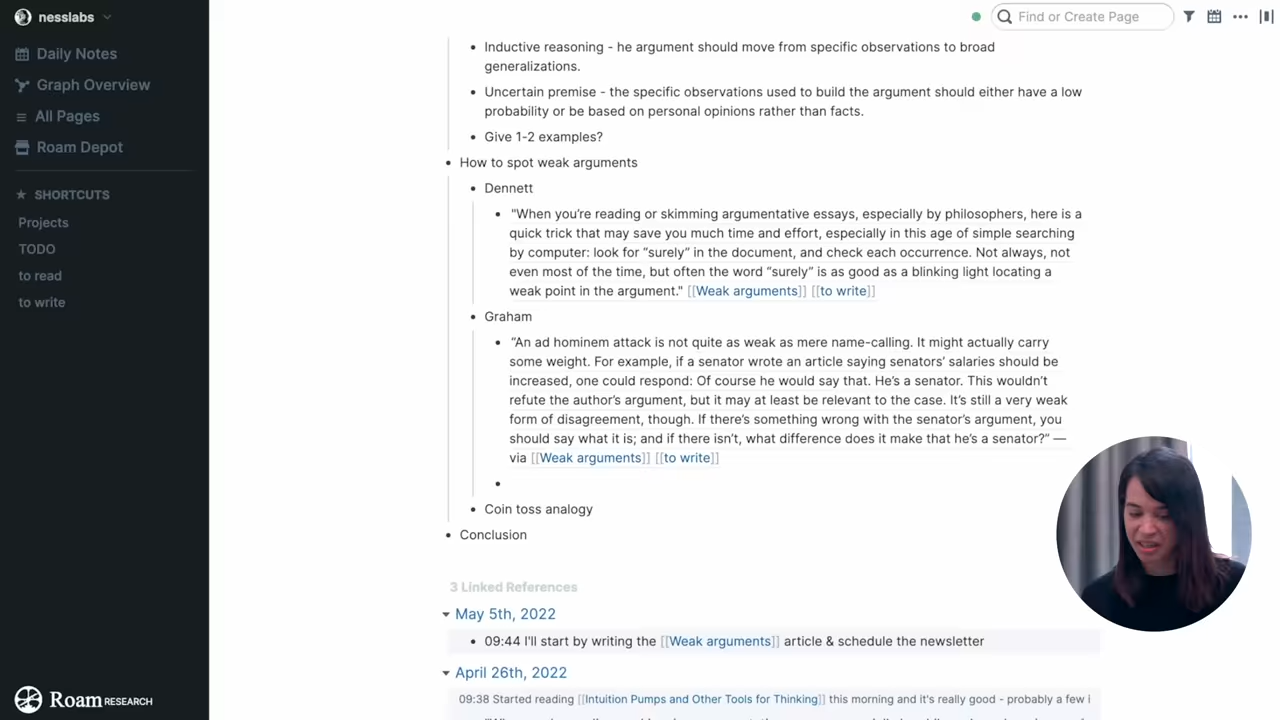 nesslabs
Find or Create Page
Daily Notes
Graph Overview
All Pages
Roam Depot
SHORTCUTS
Projects
TODO
to read
to write
Inductive reasoning - he argument should move from specific observations to broad
generalizations.
Uncertain premise - the specific observations used to build the argument should either have a low
probability or be based on personal opinions rather than facts.
Give 1-2 examples?
How to spot weak arguments
Dennett
"When you’re reading or skimming argumentative essays, especially by philosophers, here is a
quick trick that may save you much time and effort, especially in this age of simple searching
by computer: look for “surely” in the document, and check each occurrence. Not always, not
even most of the time, but often the word “surely” is as good as a blinking light locating a
weak point in the argument." [[Weak arguments]] [[to write]]
Graham
“An ad hominem attack is not quite as weak as mere name-calling. It might actually carry
some weight. For example, if a senator wrote an article saying senators’ salaries should be
increased, one could respond: Of course he would say that. He’s a senator. This wouldn’t
refute the author’s argument, but it may at least be relevant to the case. It’s still a very weak
form of disagreement, though. If there’s something wrong with the senator’s argument, you
should say what it is; and if there isn’t, what difference does it make that he’s a senator?” —
via [[Weak arguments]] [[to write]]
Coin toss analogy
Conclusion
3 Linked References
May 5th, 2022
09:44 I'll start by writing the [[Weak arguments]] article & schedule the newsletter
April 26th, 2022
09:38 Started reading [[Intuition Pumps and Other Tools for Thinking]] this morning and it's really good - probably a few
Roam RESEARCH